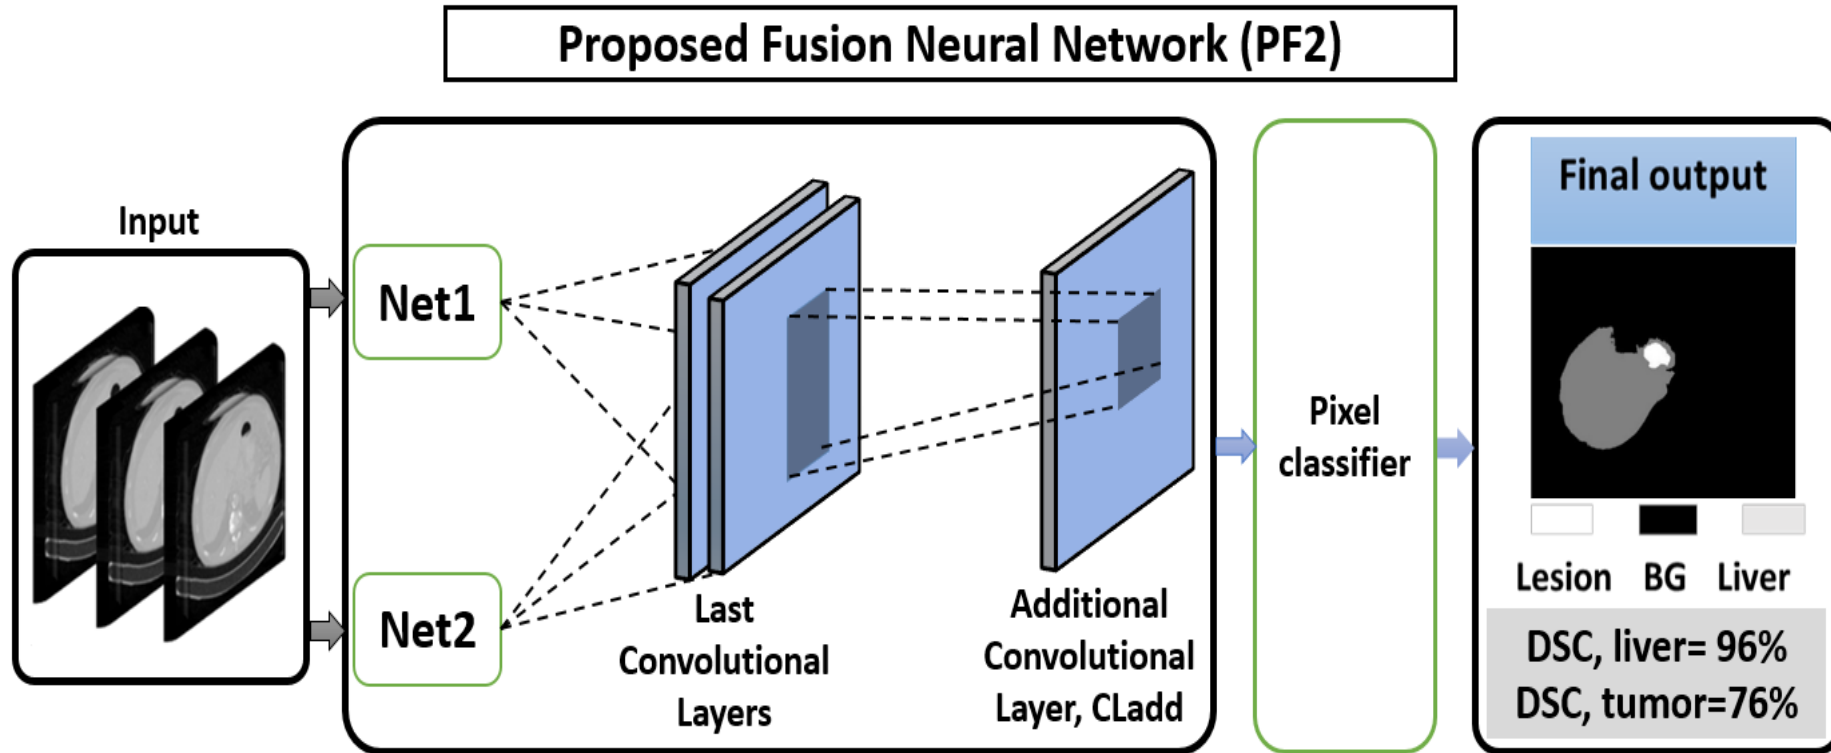 Proposed Fusion Neural Network (PF2)
Input
Net1
Net2
Last
Convolutional
Layers
Additional
Convolutional
Layer, CLadd
Pixel
classifier
Final output
Lesion BG Liver
DSC, liver= 96%
DSC, tumor=76%